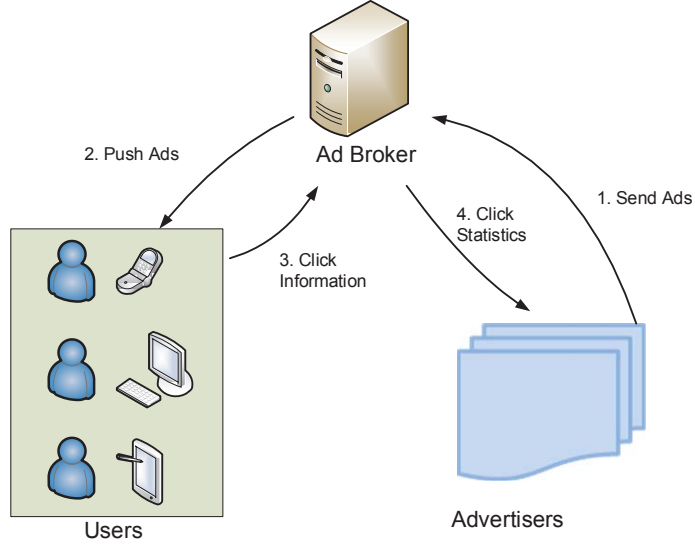 Ad Broker
2. Push Ads
1. Send Ads
4. Click
Statistics
3. Click
Information
Users
Advertisers